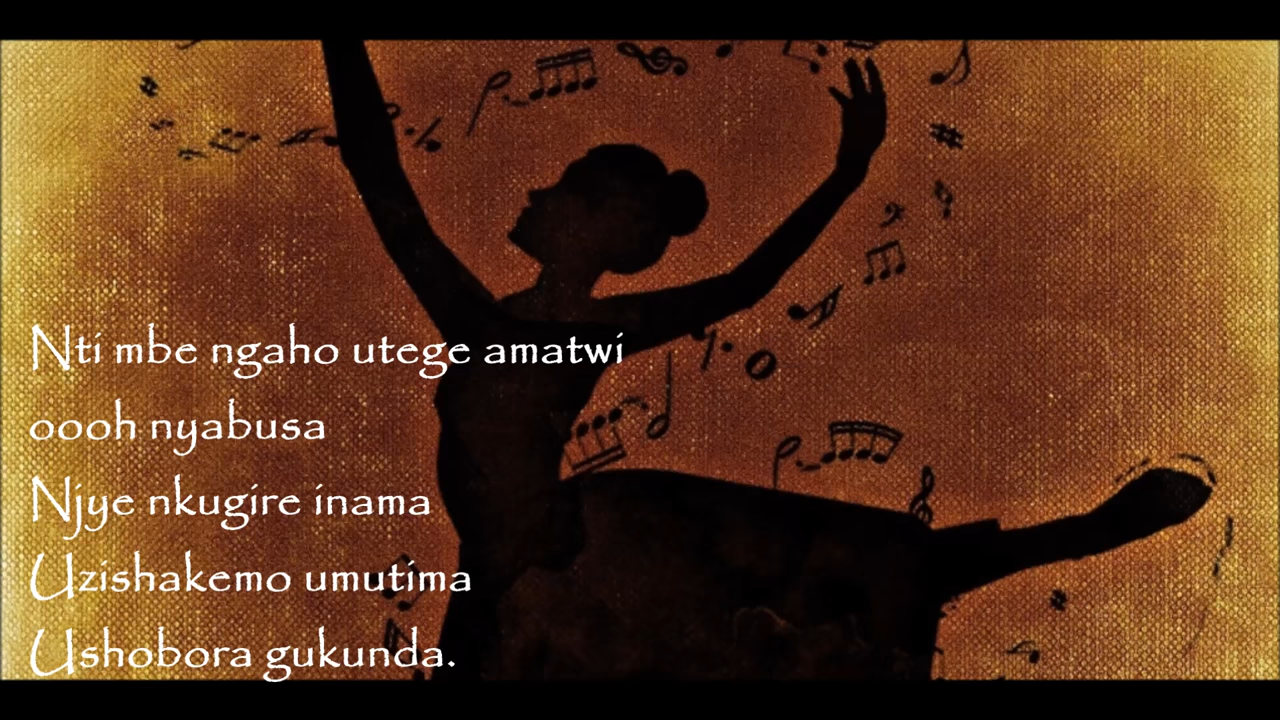 Nti mbe ngaho utege amatwi
oooh nyabusa
Njye nkugire inama
Uzishakemo umutima
Ushobora gukunda.